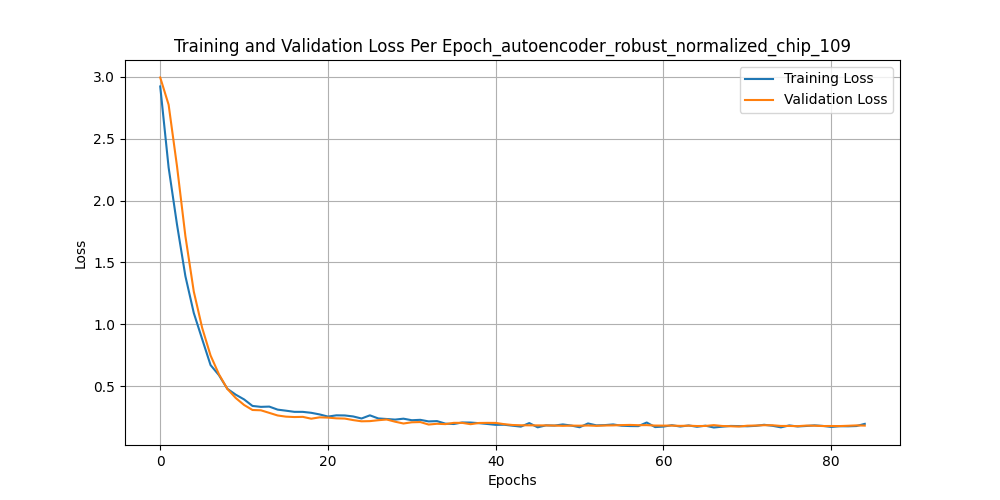 Training and Validation Loss Per Epoch_autoencoder_robust_normalized_chip_109
Training Loss
Validation Loss
3.0
2.5
2.0
1.5
1.0
0.5
Loss
0 20 40 60 80
Epochs